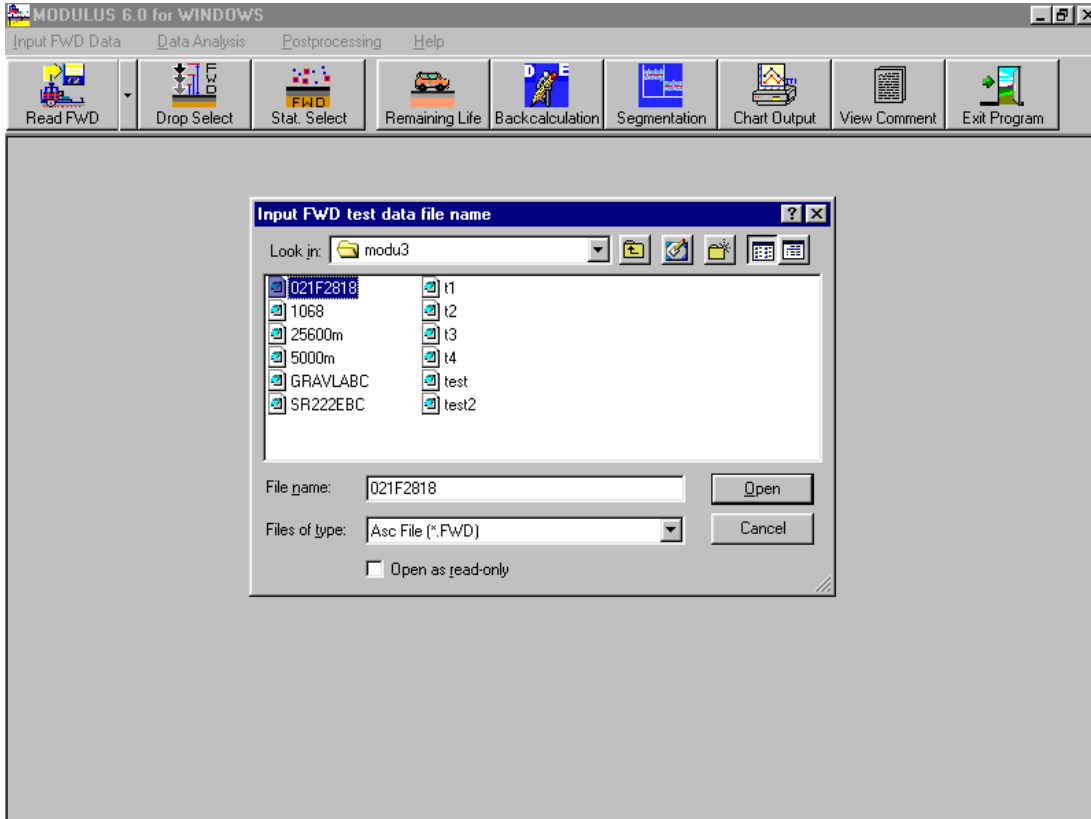 MODULUS 6.0 for WINDOWS
Input FWD Data Data Analysis Postprocessing Help
FWD
D E
FWD
Read FWD Drop Select Stat. Select Remaining Life Backcalculation Segmentation Chart Output View Comment Exit Program
Input FWD test data file name
Look in: modu3
021F2818 t1
1068 t2
25600m t3
5000m t4
GRAVLABC test
SR222EBC test2
File name: 021F2818 Open
Files of type: Asc File (*.FWD) Cancel
Open as read-only